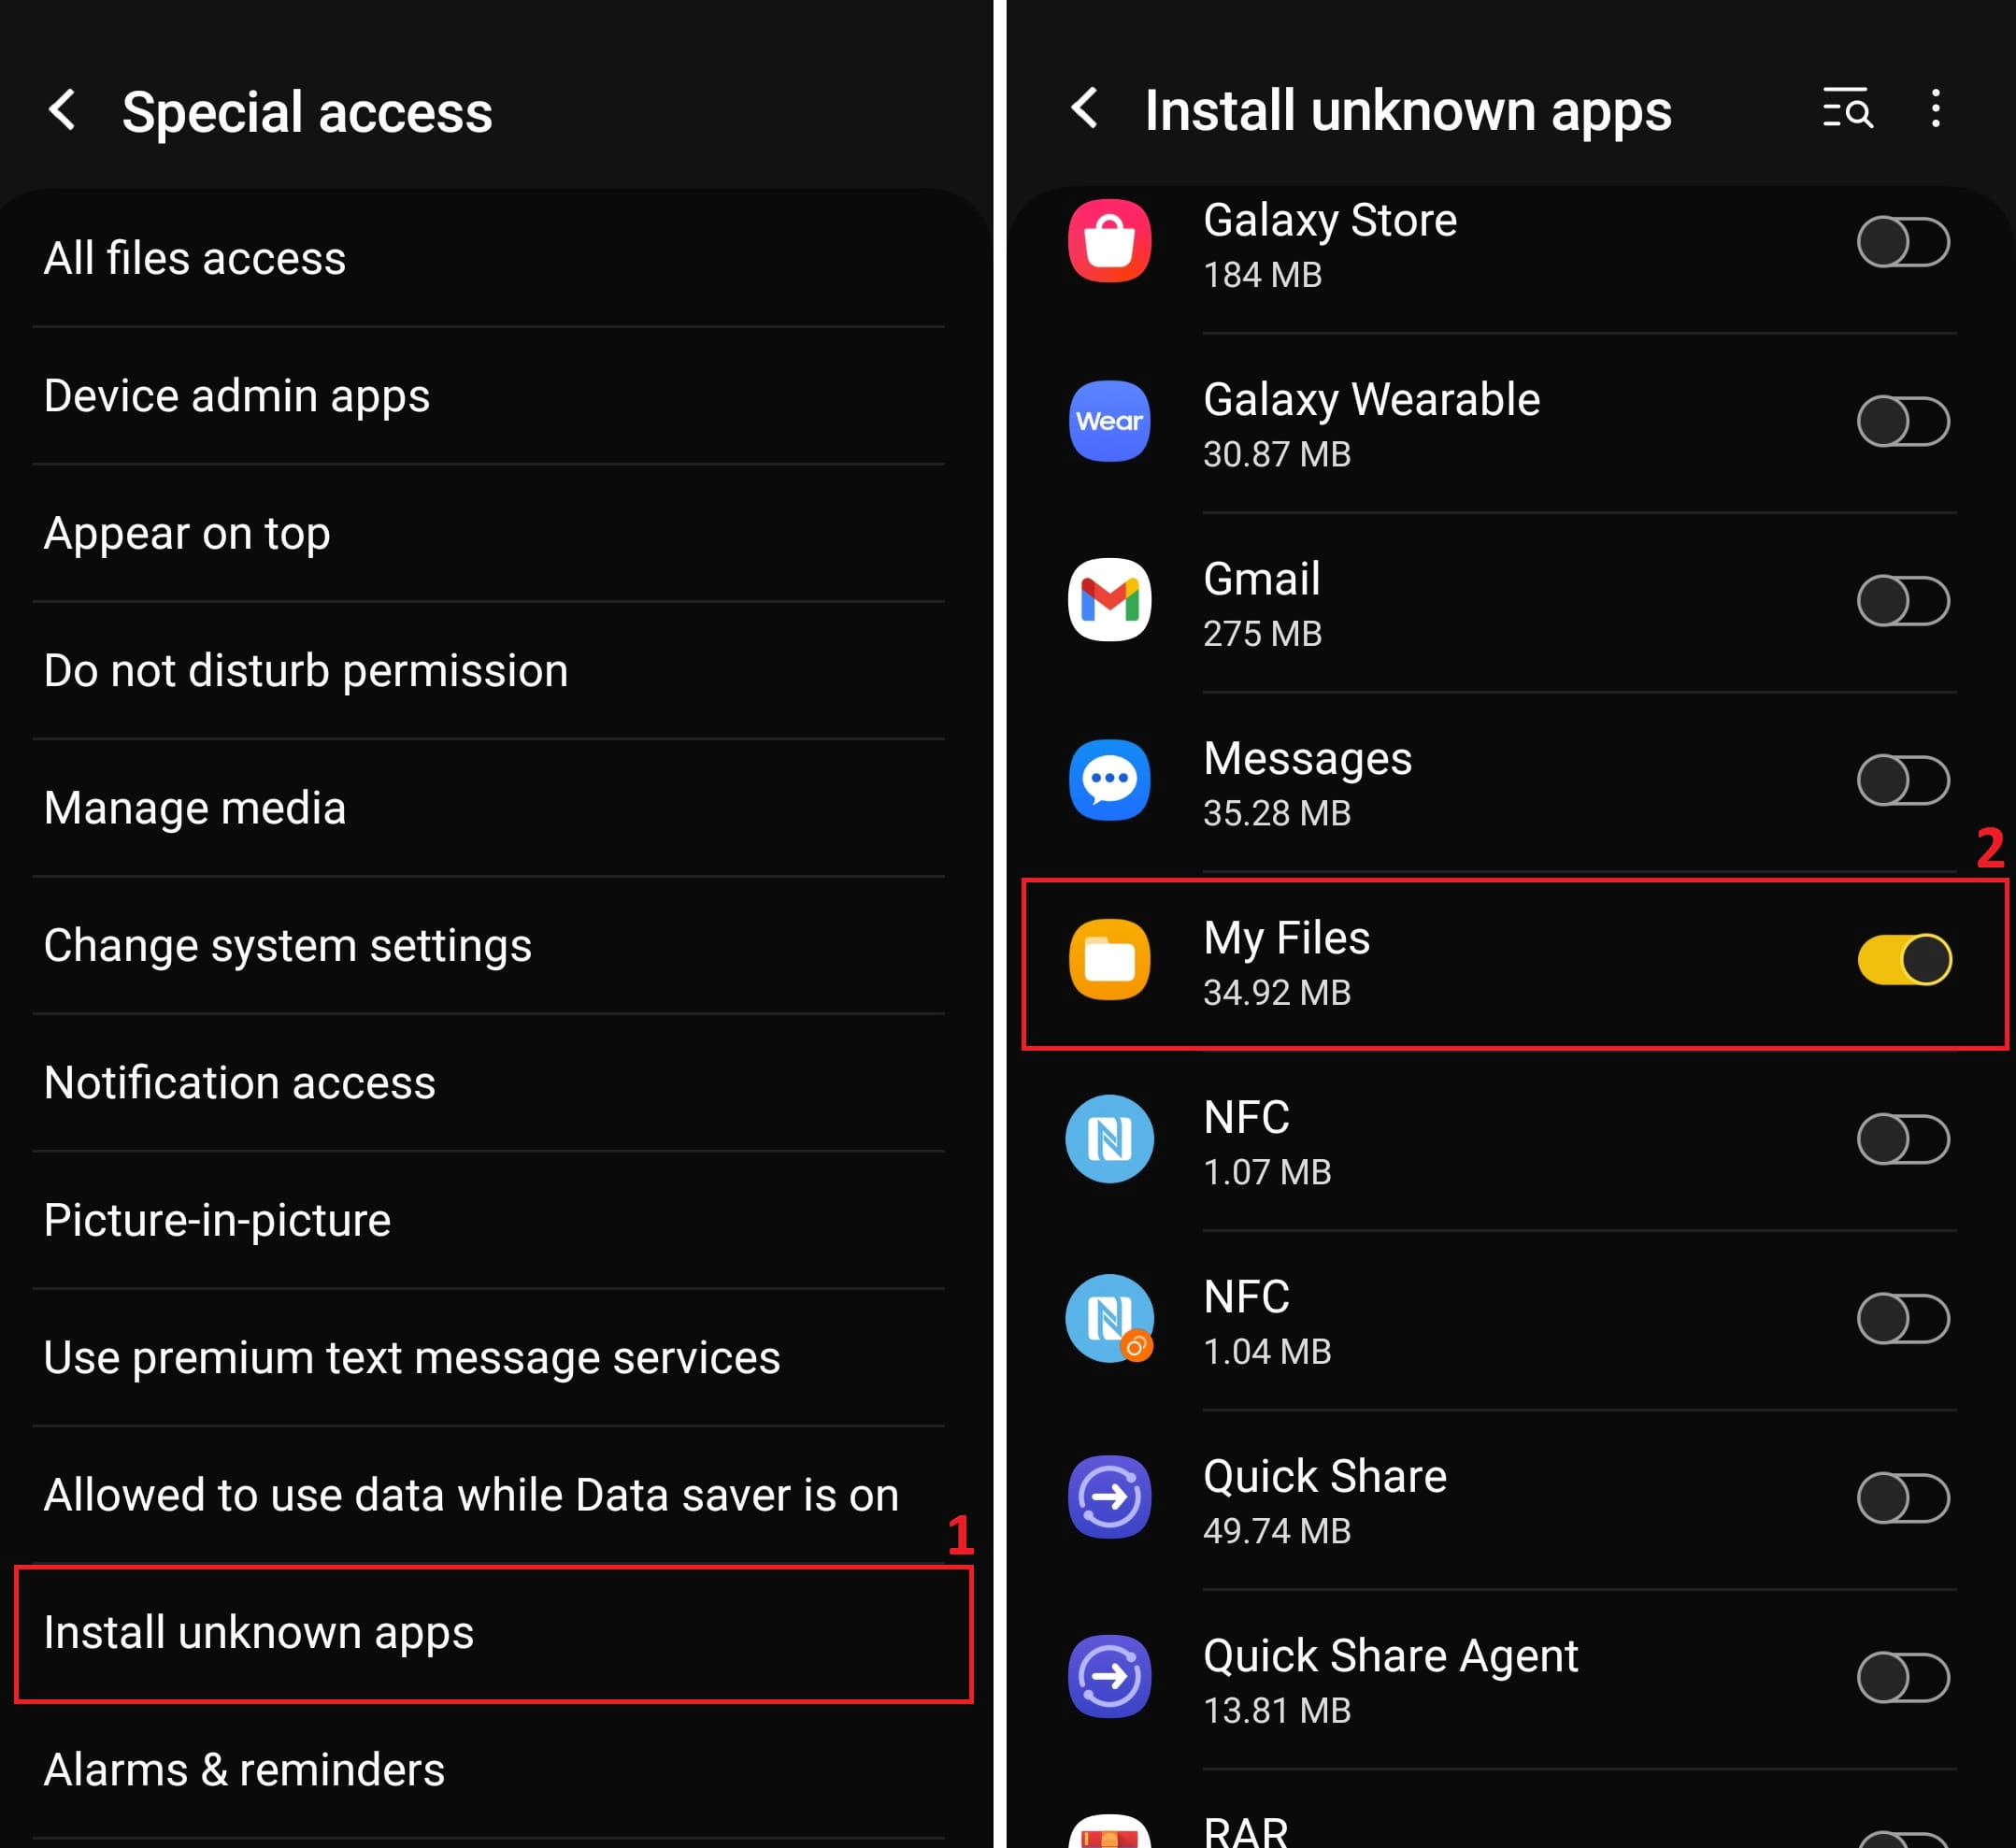 Special access
All files access
Device admin apps
Appear on top
Do not disturb permission
Manage media
Change system settings
Notification access
Picture-in-picture
Use premium text message services
Allowed to use data while Data saver is on
1
Install unknown apps
Alarms & reminders
Install unknown apps
Galaxy Store
184 MB
Wear
Galaxy Wearable
30.87 MB
Gmail
275 MB
Messages
35.28 MB
2
My Files
34.92 MB
NFC
1.07 MB
NFC
1.04 MB
Quick Share
49.74 MB
Quick Share Agent
13.81 MB
RAR